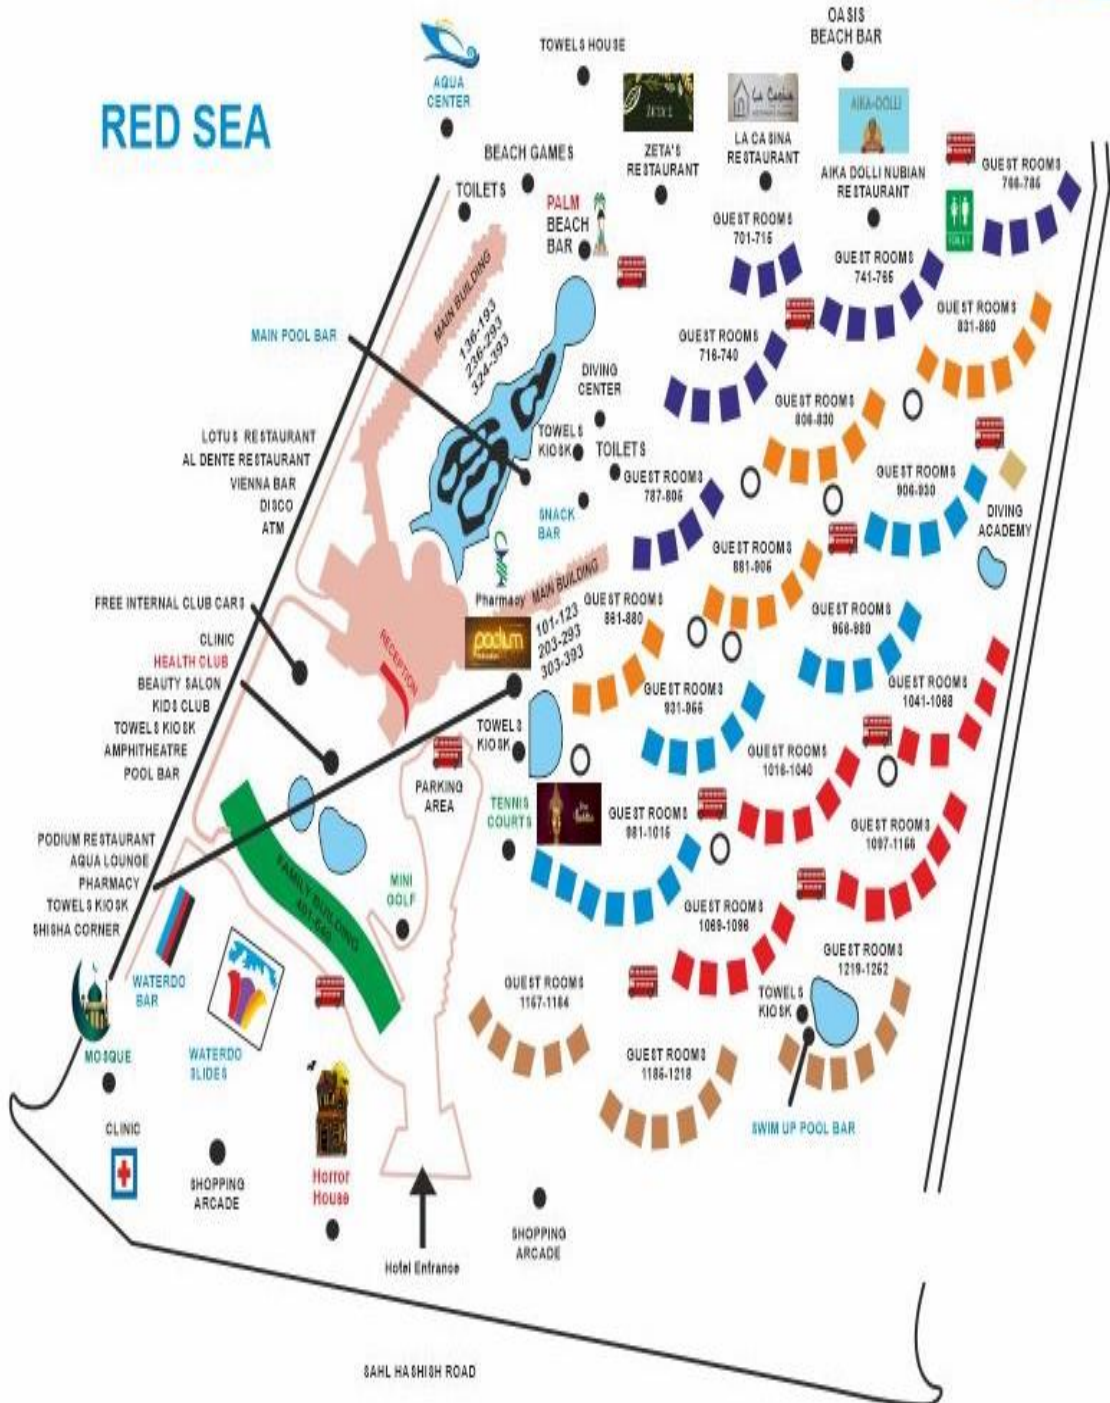 OASIS
BEACH BAR
TOWELS HOUSE
AQUA
CENTER
RED SEA
ZETA'S
La Casina
AIKA-DOLLI
BEACH GAMES
ZETA'S
RESTAURANT
LA CASINA
RESTAURANT
AIKA DOLLI NUBIAN
RESTAURANT
GUEST ROOMS
766-785
TOILETS
PALM
BEACH
BAR
GUEST ROOMS
701-715
TOILET
MAIN BUILDING
136-193
236-293
324-393
GUEST ROOMS
741-765
MAIN POOL BAR
GUEST ROOMS
716-740
GUEST ROOMS
831-860
DIVING
CENTER
GUEST ROOMS
806-830
TOWELS
KIOSK
TOILETS
LOTUS RESTAURANT
AL DENTE RESTAURANT
VIENNA BAR
DISCO
ATM
GUEST ROOMS
787-805
GUEST ROOMS
906-930
SNACK
BAR
DIVING
ACADEMY
GUEST ROOMS
881-905
Pharmacy
MAIN BUILDING
101-123
203-293
303-393
GUEST ROOMS
861-880
FREE INTERNAL CLUB CARS
GUEST ROOMS
956-980
podium
RECEPTION
CLINIC
HEALTH CLUB
BEAUTY SALON
KIDS CLUB
TOWELS KIOSK
AMPHITHEATRE
POOL BAR
GUEST ROOMS
931-955
GUEST ROOMS
1041-1068
TOWELS
KIOSK
GUEST ROOMS
1016-1040
PARKING
AREA
TENNIS
COURTS
GUEST ROOMS
981-1015
GUEST ROOMS
1097-1156
PODIUM RESTAURANT
AQUA LOUNGE
PHARMACY
TOWELS KIOSK
SHISHA CORNER
FAMILY BUILDING
MINI
GOLF
GUEST ROOMS
1069-1096
GUEST ROOMS
1219-1262
WATERDO
BAR
GUEST ROOMS
1157-1184
TOWELS
KIOSK
MOSQUE
WATERDO
SLIDES
GUEST ROOMS
1185-1218
SWIM UP POOL BAR
CLINIC
SHOPPING
ARCADE
Horror
House
SHOPPING
ARCADE
Hotel Entrance
SAHL HASHISH ROAD